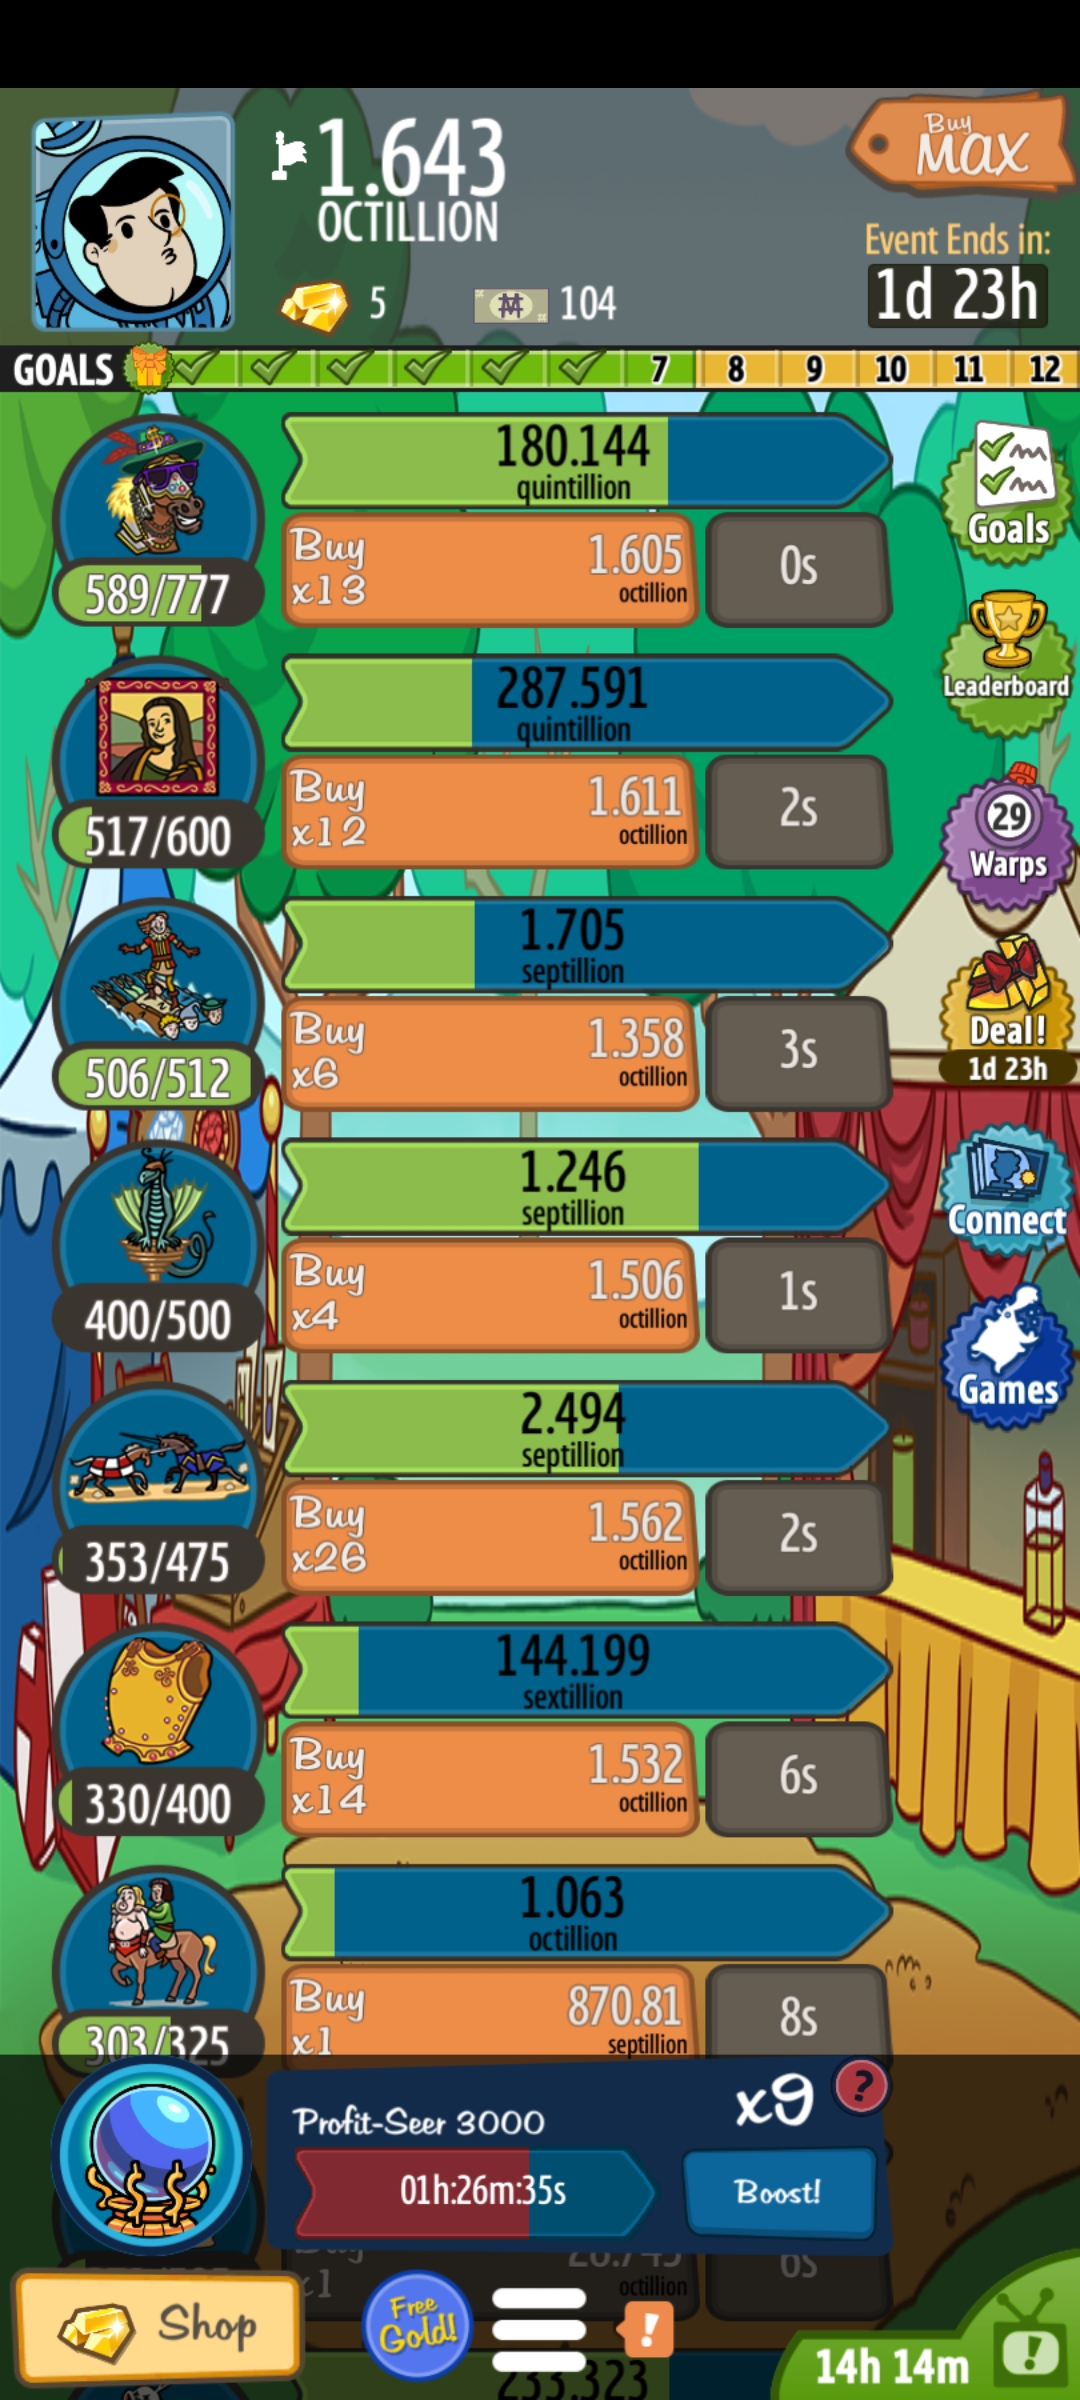 1.643
OCTILLION
Buy
MAX
Event Ends in:
1d 23h
5
104
GOALS
7
8
9
10
11
12
180.144
quintillion
Buy
x13
1.605
octillion
0s
589/777
Goals
287.591
quintillion
Buy
x12
1.611
octillion
2s
517/600
Leaderboard
29
Warps
1.705
septillion
Buy
x6
1.358
octillion
3s
506/512
Deal!
1d 23h
1.246
septillion
Buy
x4
1.506
octillion
1s
400/500
Connect
Games
2.494
septillion
Buy
x26
1.562
octillion
2s
353/475
144.199
sextillion
Buy
x14
1.532
octillion
6s
330/400
1.063
octillion
Buy
x1
870.81
septillion
8s
303/325
Profit-Seer 3000
x9
?
01h:26m:35s
Boost!
Buy
x1
octillion
6s
Shop
Free
Gold!
!
14h 14m
!
233.323